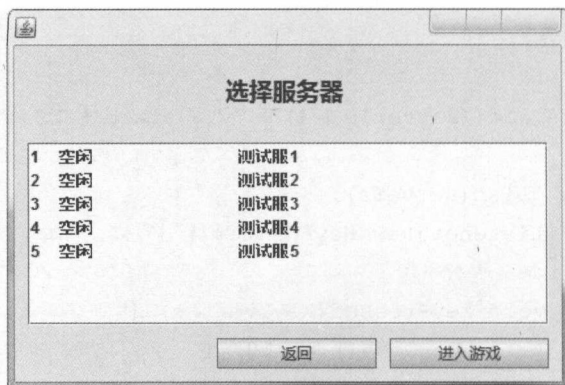 选择服务器
1 空闲 测试服1
2 空闲 测试服2
3 空闲 测试服3
4 空闲 测试服4
5 空闲 测试服5
返回 进入游戏